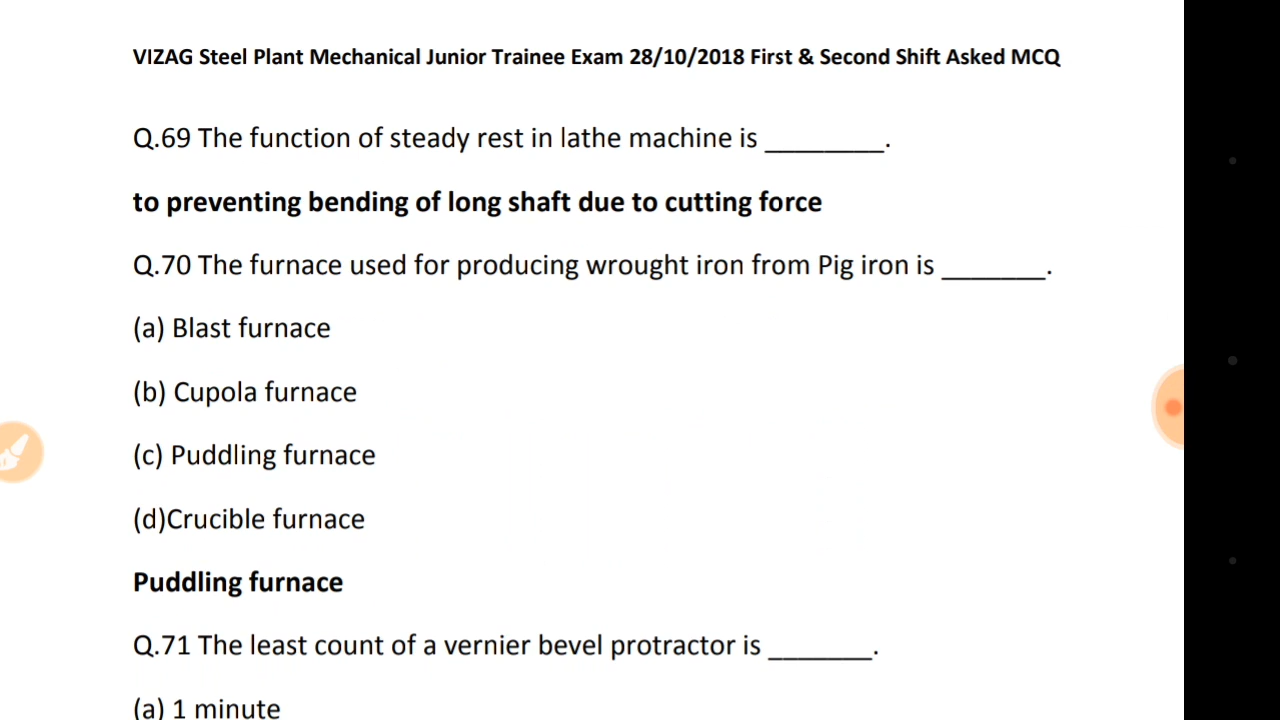 VIZAG Steel Plant Mechanical Junior Trainee Exam 28/10/2018 First & Second Shift Asked MCQ
Q.69 The function of steady rest in lathe machine is ________.
to preventing bending of long shaft due to cutting force
Q.70 The furnace used for producing wrought iron from Pig iron is _______.
(a) Blast furnace
(b) Cupola furnace
(c) Puddling furnace
(d)Crucible furnace
Puddling furnace
Q.71 The least count of a vernier bevel protractor is _______.
(a) 1 minute